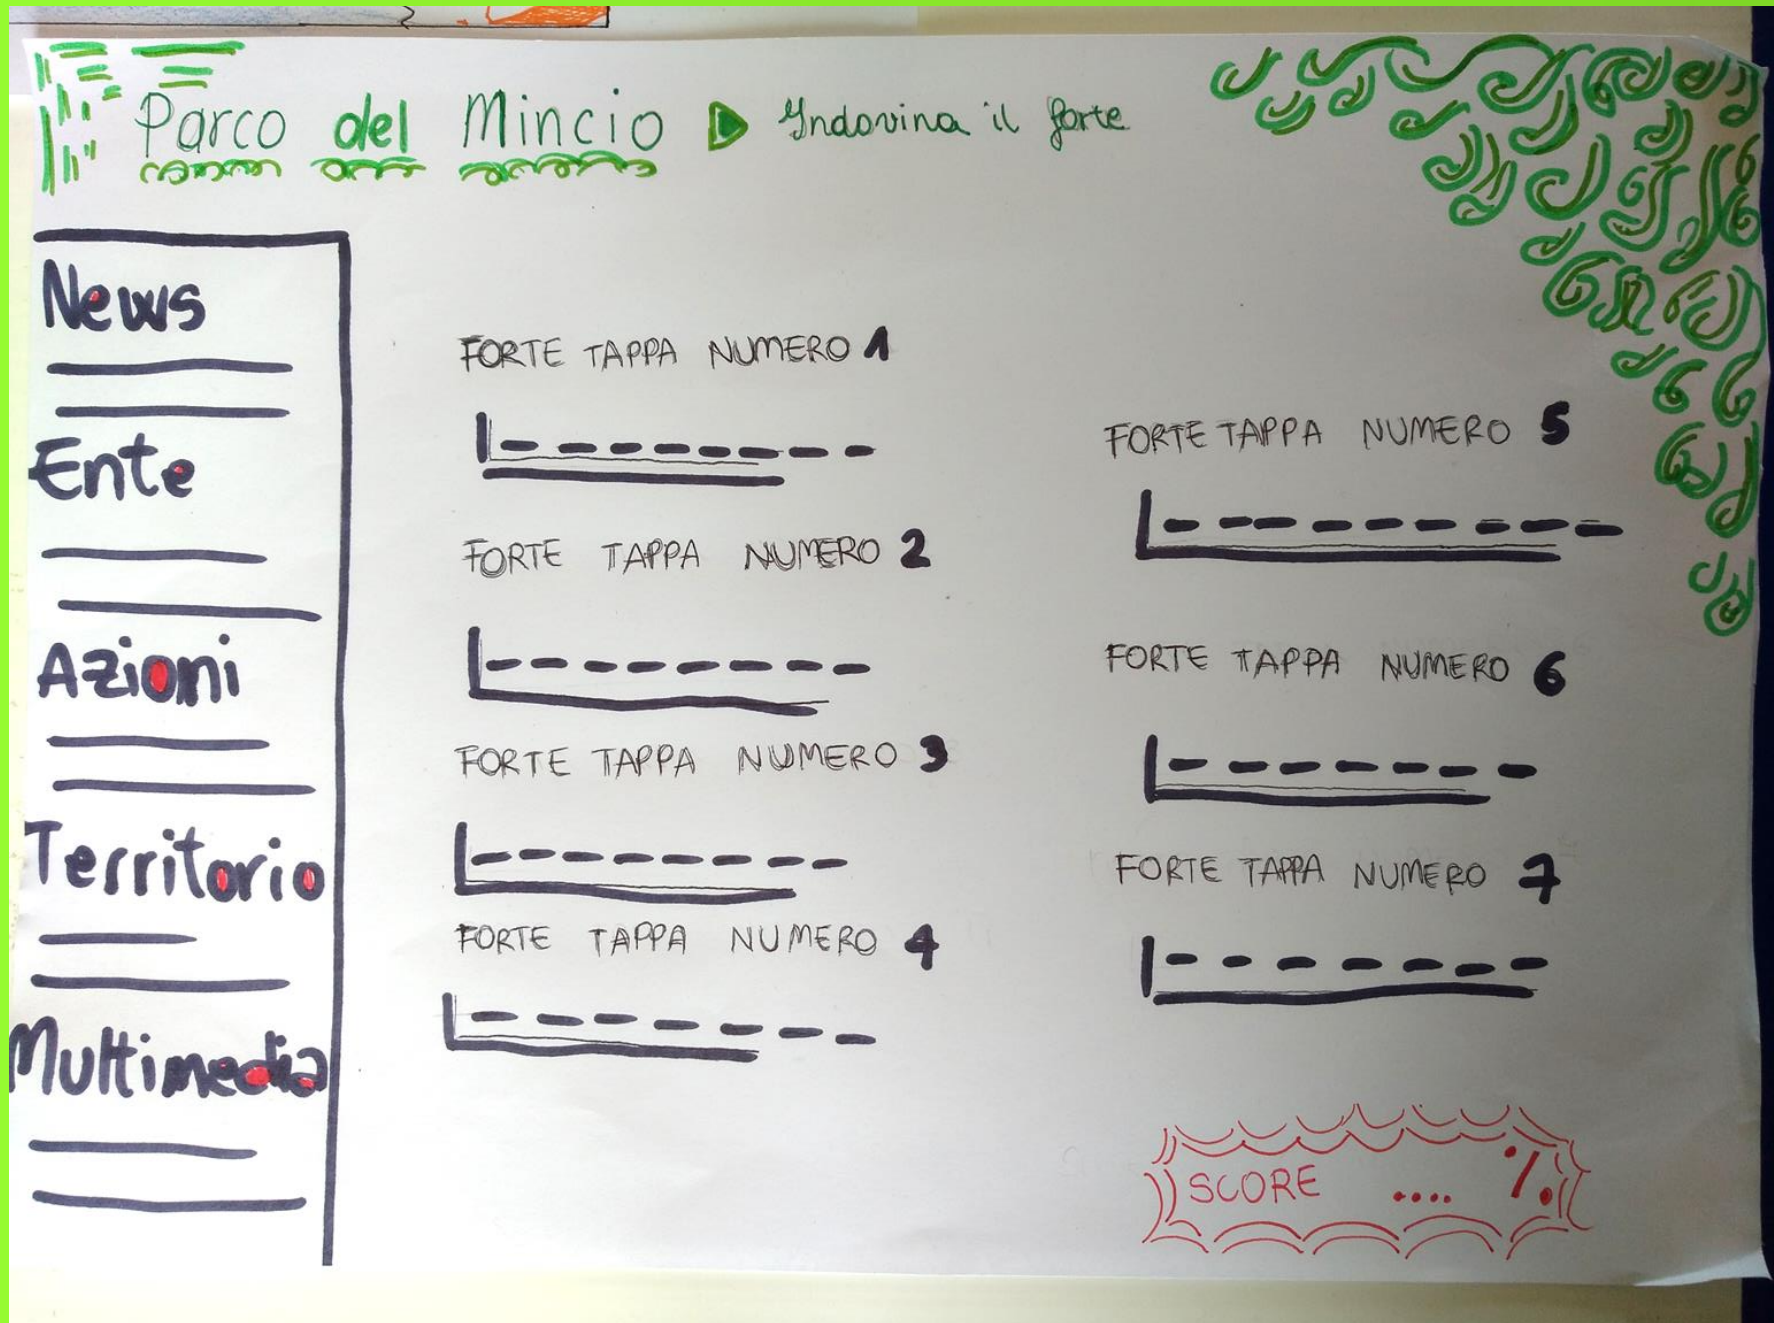 Parco del Mincio Indovina il forte
News
Ente
Azioni
Territorio
Multimedia
FORTE TAPPA NUMERO 1
FORTE TAPPA NUMERO 2
FORTE TAPPA NUMERO 3
FORTE TAPPA NUMERO 4
FORTE TAPPA NUMERO 5
FORTE TAPPA NUMERO 6
FORTE TAPPA NUMERO 7
SCORE .... %